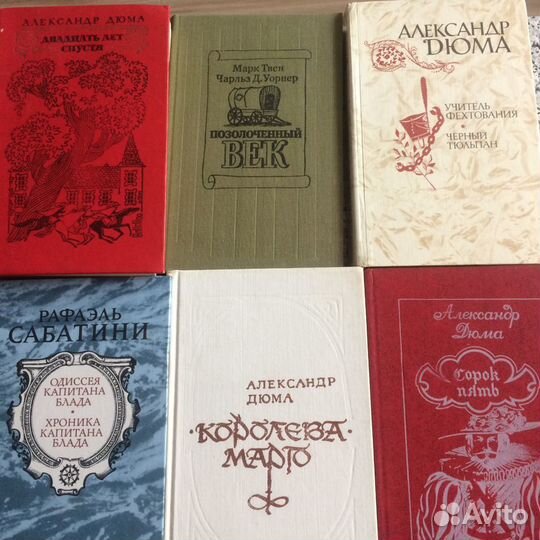 АЛЕКСАНДР ДЮМА
ДВАДЦАТЬ ЛЕТ
СПУСТЯ
Марк Твен
Чарльз Д. Уорнер
ПОЗОЛОЧЕННЫЙ
ВЕК
АЛЕКСАНДР
ДЮМА
УЧИТЕЛЬ
ФЕХТОВАНИЯ
ЧЕРНЫЙ
ТЮЛЬПАН
РАФАЭЛЬ
САБАТИНИ
ОДИССЕЯ
КАПИТАНА
БЛАДА
ХРОНИКА
КАПИТАНА
БЛАДА
АЛЕКСАНДР
ДЮМА
КОРОЛЕВА
МАРГО
Александр
Дюма
Сорок
пять
Avito